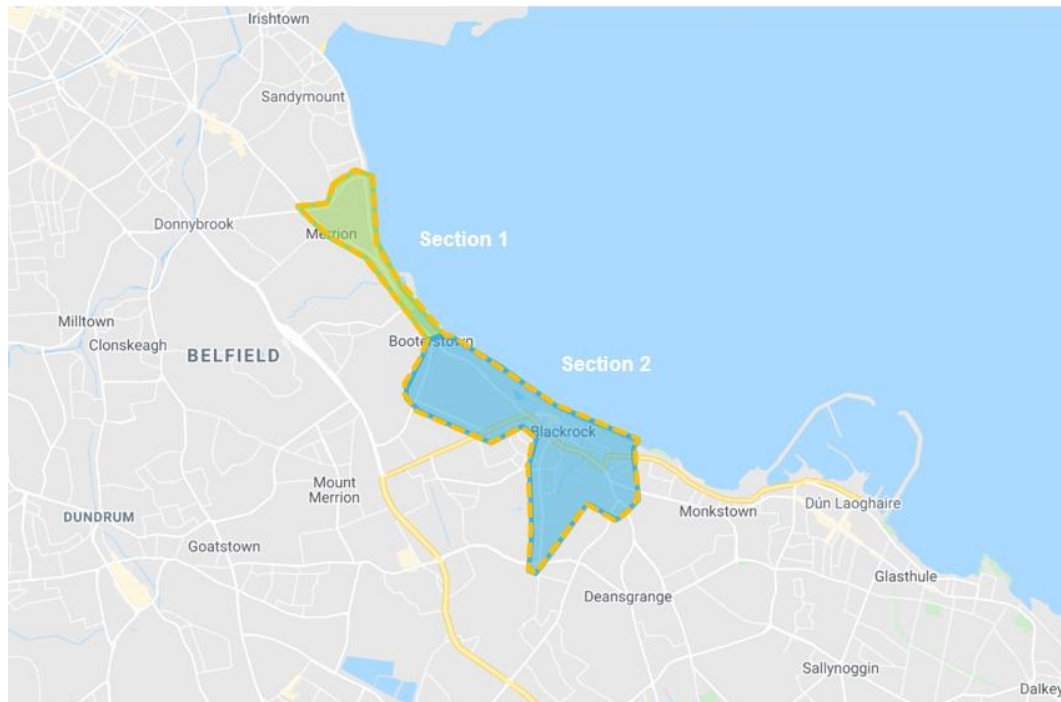 Irishtown
Sandymount
Donnybrook
Merrion
Section 1
Milltown
Clonskeagh
BELFIELD
Booterstown
Section 2
Blackrock
Mount
Merrion
Dún Laoghaire
Monkstown
DUNDRUM
Goatstown
Glasthule
Deansgrange
Sallynoggin
Dalkey